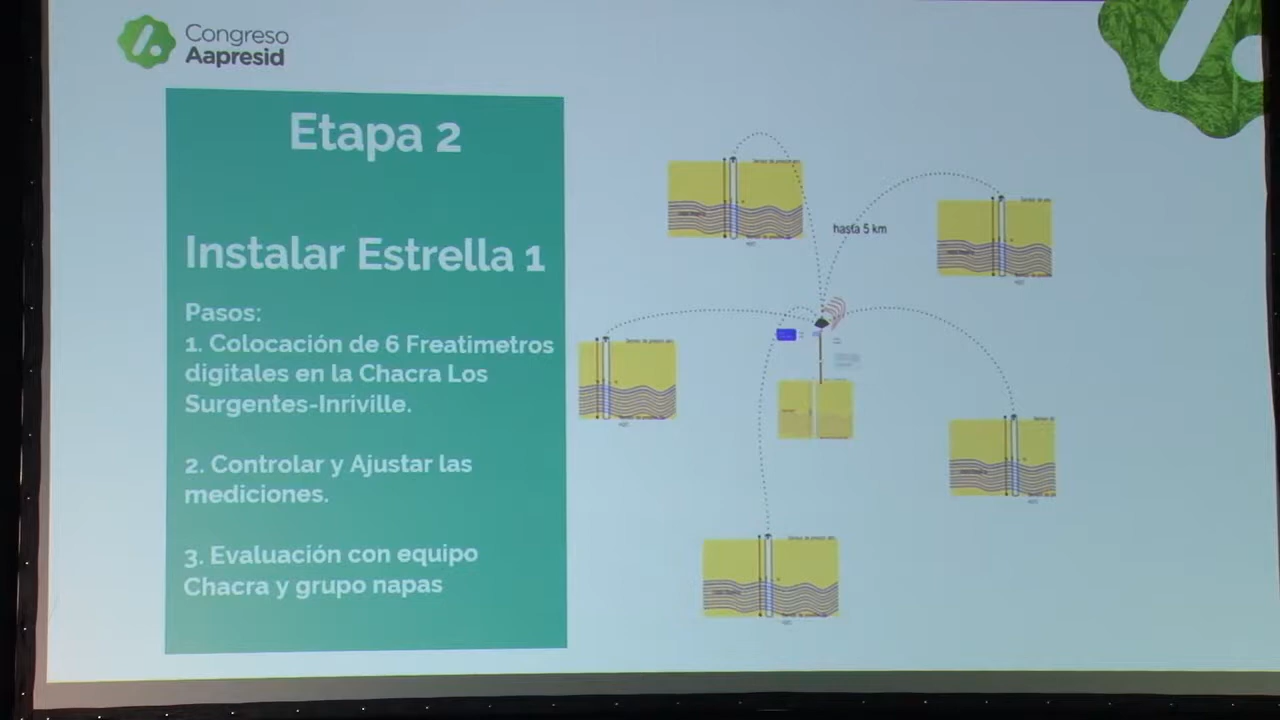 Congreso
Aapresid
Etapa 2
Instalar Estrella 1
Pasos:
1. Colocación de 6 Freatimetros
digitales en la Chacra Los
Surgentes-Inriville.
2. Controlar y Ajustar las
mediciones.
3. Evaluación con equipo
Chacra y grupo napas
hasta 5 km